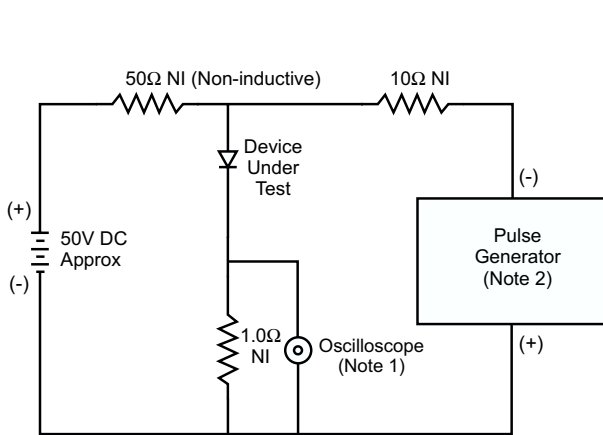 50Ω NI (Non-inductive)
10Ω NI
Device
Under
Test
(+)
50V DC
Approx
(-)
(-)
Pulse
Generator
(Note 2)
(+)
1.0Ω
NI
Oscilloscope
(Note 1)